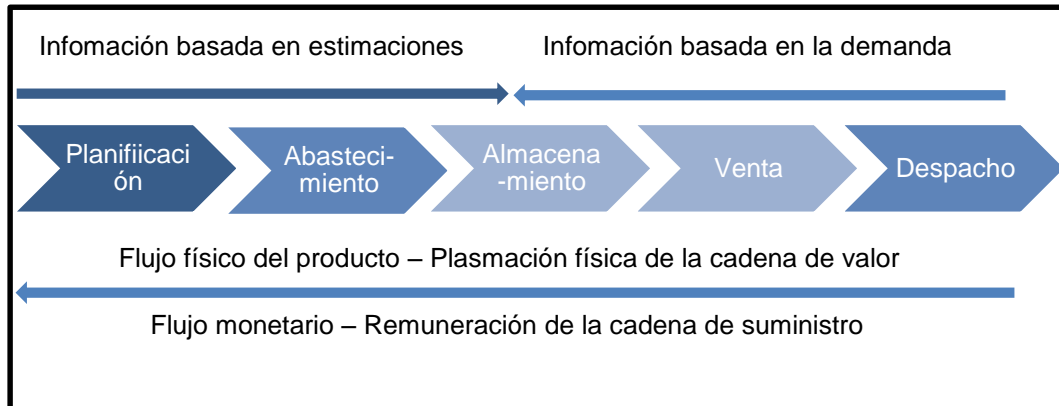 Infomación basada en estimaciones
Infomación basada en la demanda
Planifiicaci
ón
Abasteci-
miento
Almacena
-miento
Venta
Despacho
Flujo físico del producto – Plasmación física de la cadena de valor
Flujo monetario – Remuneración de la cadena de suministro